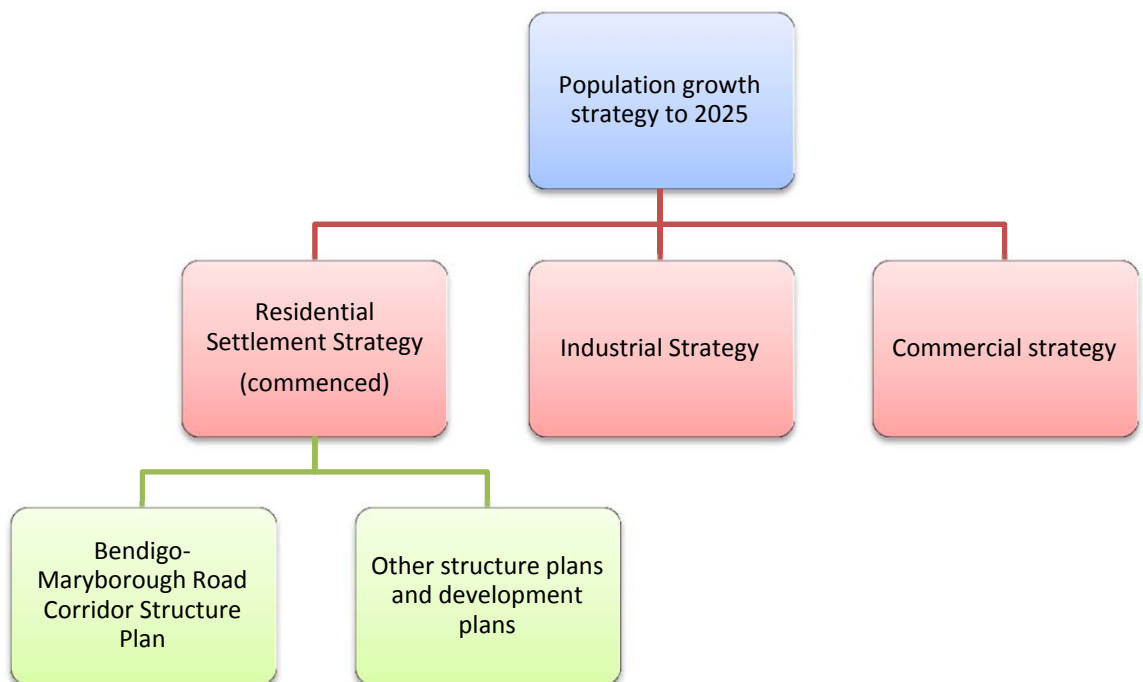 Population growth
strategy to 2025
Residential
Settlement Strategy
(commenced)
Industrial Strategy
Commercial strategy
Bendigo-
Maryborough Road
Corridor Structure
Plan
Other structure plans
and development
plans